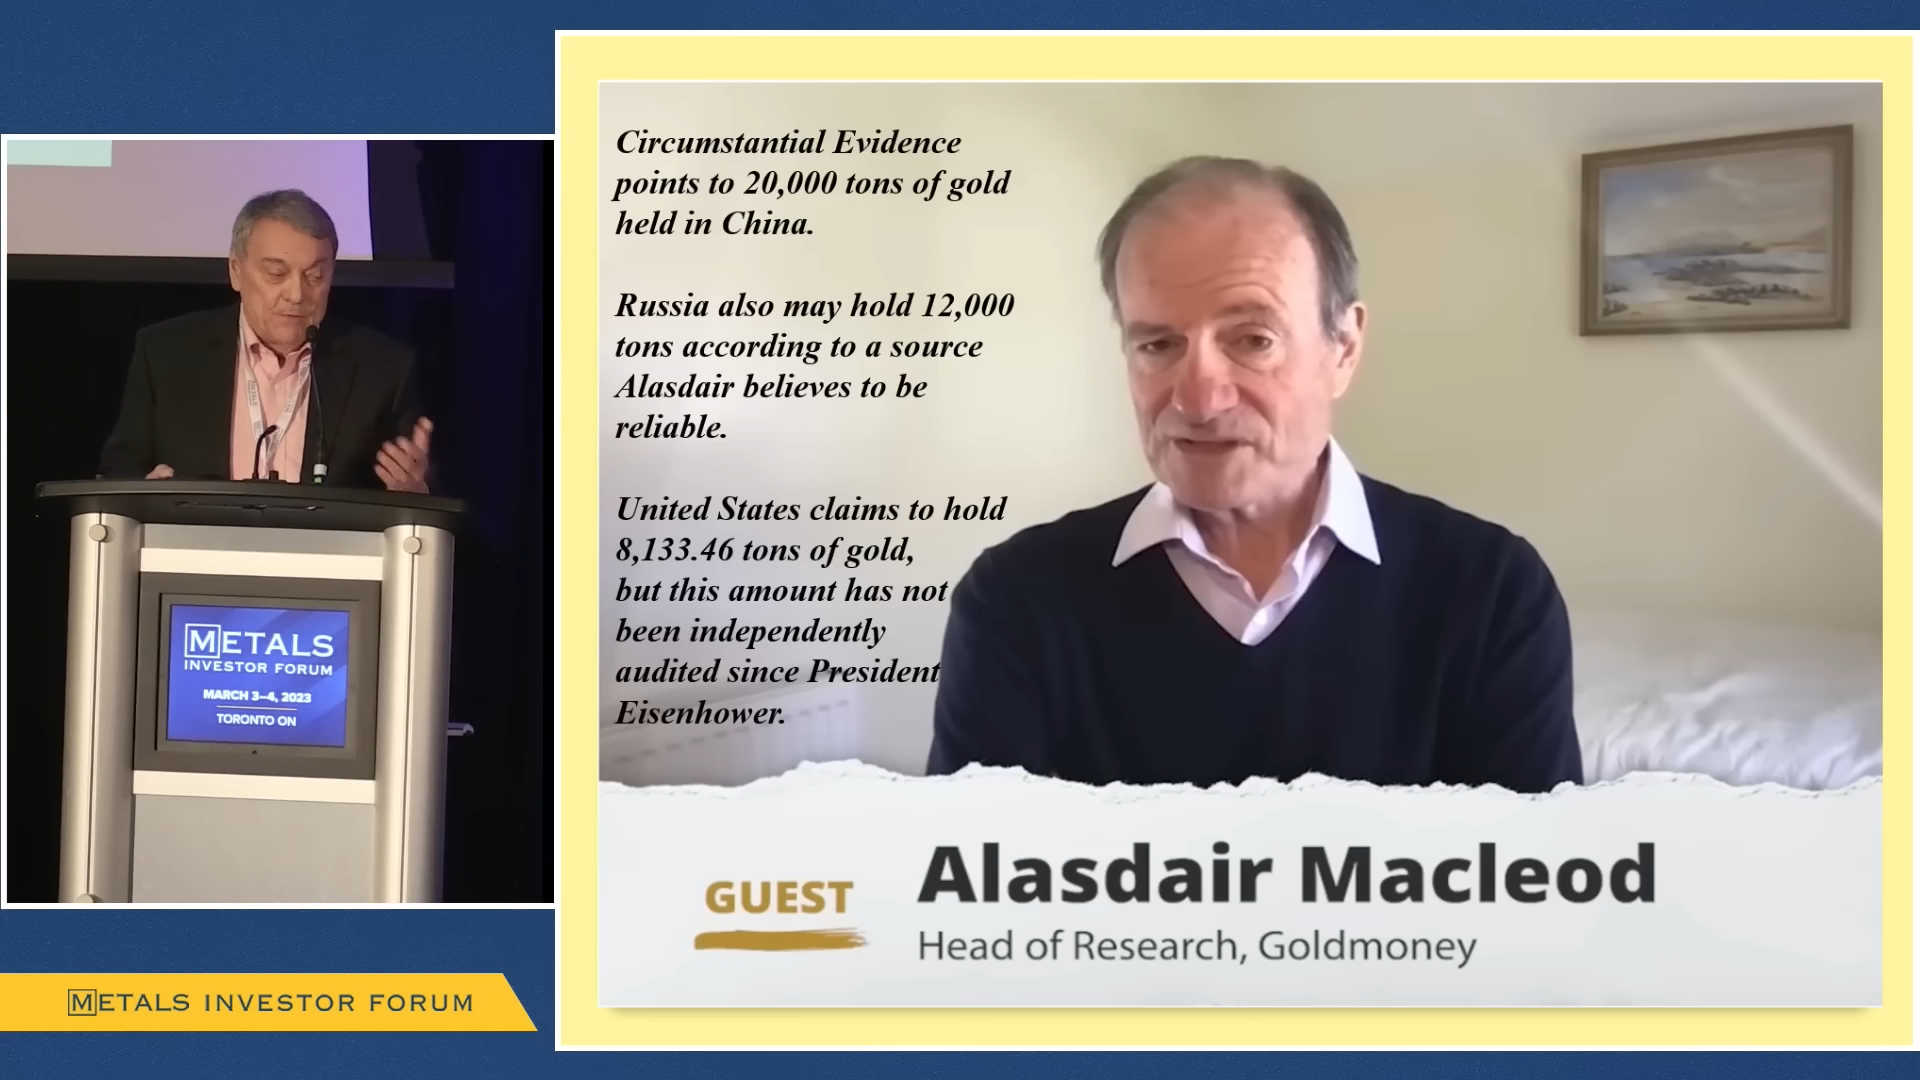 METALS
INVESTOR FORUM
MARCH 3–4, 2023
TORONTO ON
METALS INVESTOR FORUM
Circumstantial Evidence
points to 20,000 tons of gold
held in China.
Russia also may hold 12,000
tons according to a source
Alasdair believes to be
reliable.
United States claims to hold
8,133.46 tons of gold,
but this amount has not
been independently
audited since President
Eisenhower.
GUEST
Alasdair Macleod
Head of Research, Goldmoney